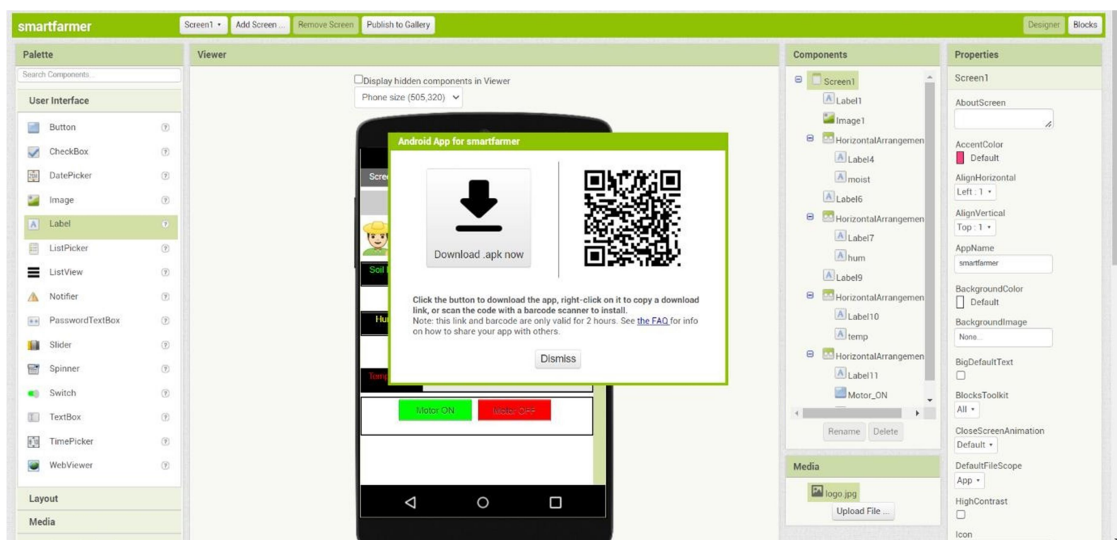 smartfarmer
Screen1
Add Screen ...
Remove Screen
Publish to Gallery
Designer
Blocks
Palette
Search Components...
User Interface
Button
CheckBox
DatePicker
Image
Label
ListPicker
ListView
Notifier
PasswordTextBox
Slider
Spinner
Switch
TextBox
TimePicker
WebViewer
Layout
Media
Viewer
Display hidden components in Viewer
Phone size (505,320)
Android App for smartfarmer
Download .apk now
Click the button to download the app, right-click on it to copy a download
link, or scan the code with a barcode scanner to install.
Note: this link and barcode are only valid for 2 hours. See the FAQ for info
on how to share your app with others.
Dismiss
Scree
Soil
Hu
Temp
Motor ON
Motor OFF
Components
Screen1
Label1
Image1
HorizontalArrangemen
Label4
moist
Label6
HorizontalArrangemen
Label7
hum
Label9
HorizontalArrangemen
Label10
temp
HorizontalArrangemen
Label11
Motor_ON
Rename
Delete
Media
logo.jpg
Upload File ...
Properties
Screen1
AboutScreen
AccentColor
Default
AlignHorizontal
Left : 1
AlignVertical
Top : 1
AppName
smartfarmer
BackgroundColor
Default
BackgroundImage
None...
BigDefaultText
BlocksToolkit
All
CloseScreenAnimation
Default
DefaultFileScope
App
HighContrast
Icon